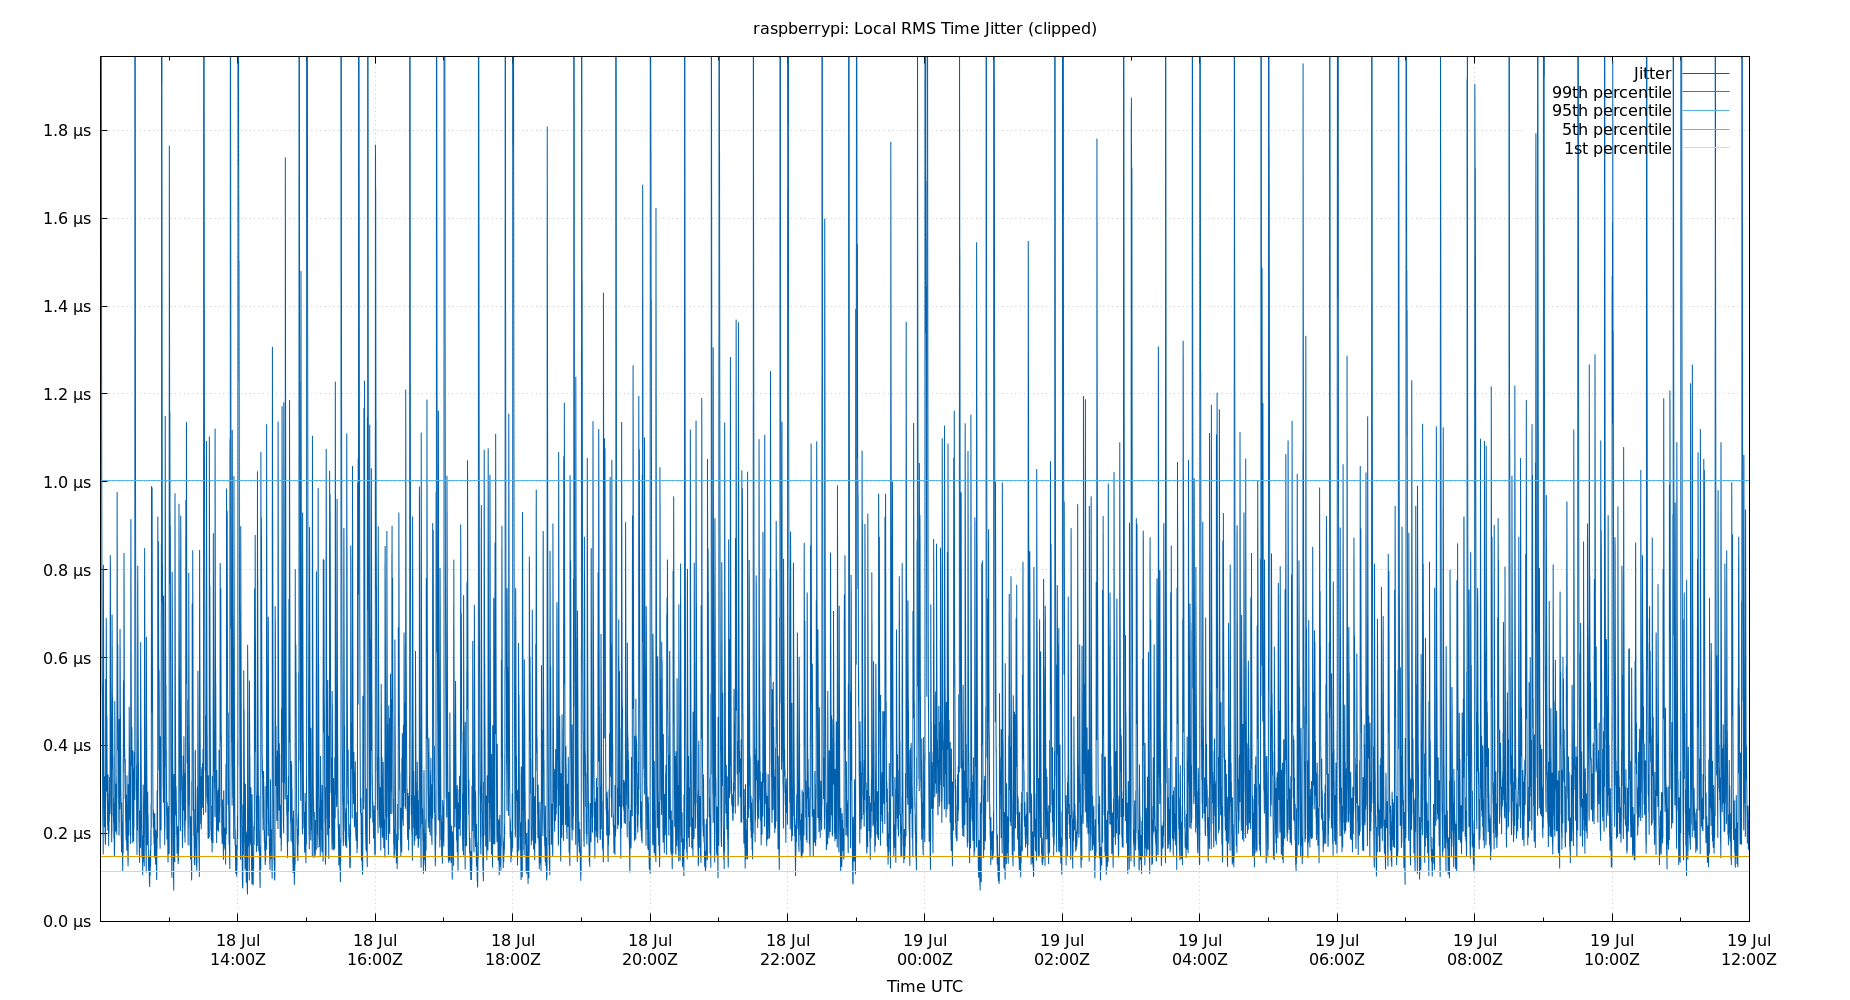 raspberrypi: Local RMS Time Jitter (clipped)
Jitter
99th percentile
95th percentile
5th percentile
1st percentile
1.8 µs
1.6 µs
1.4 µs
1.2 µs
1.0 µs
0.8 µs
0.6 µs
0.4 µs
0.2 µs
0.0 µs
18 Jul 18 Jul 18 Jul 18 Jul 18 Jul 19 Jul 19 Jul 19 Jul 19 Jul 19 Jul 19 Jul 19 Jul
14:00Z 16:00Z 18:00Z 20:00Z 22:00Z 00:00Z 02:00Z 04:00Z 06:00Z 08:00Z 10:00Z 12:00Z
Time UTC